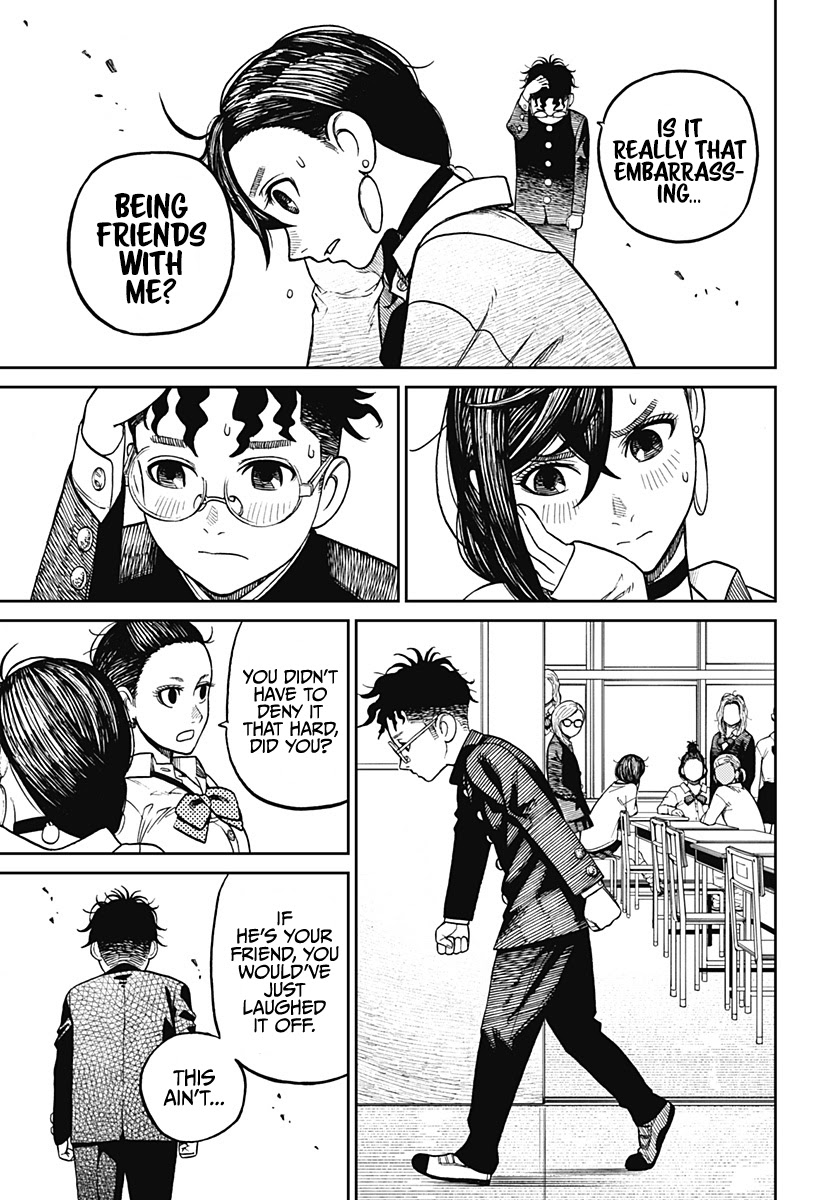 IS IT
REALLY THAT
EMBARRASS-
ING...
BEING
FRIENDS
WITH
ME?
YOU DIDN'T
HAVE TO
DENY IT
THAT HARD,
DID YOU?
IF
HE'S YOUR
FRIEND, YOU
WOULD'VE
JUST
LAUGHED
IT OFF.
THIS
AIN'T...